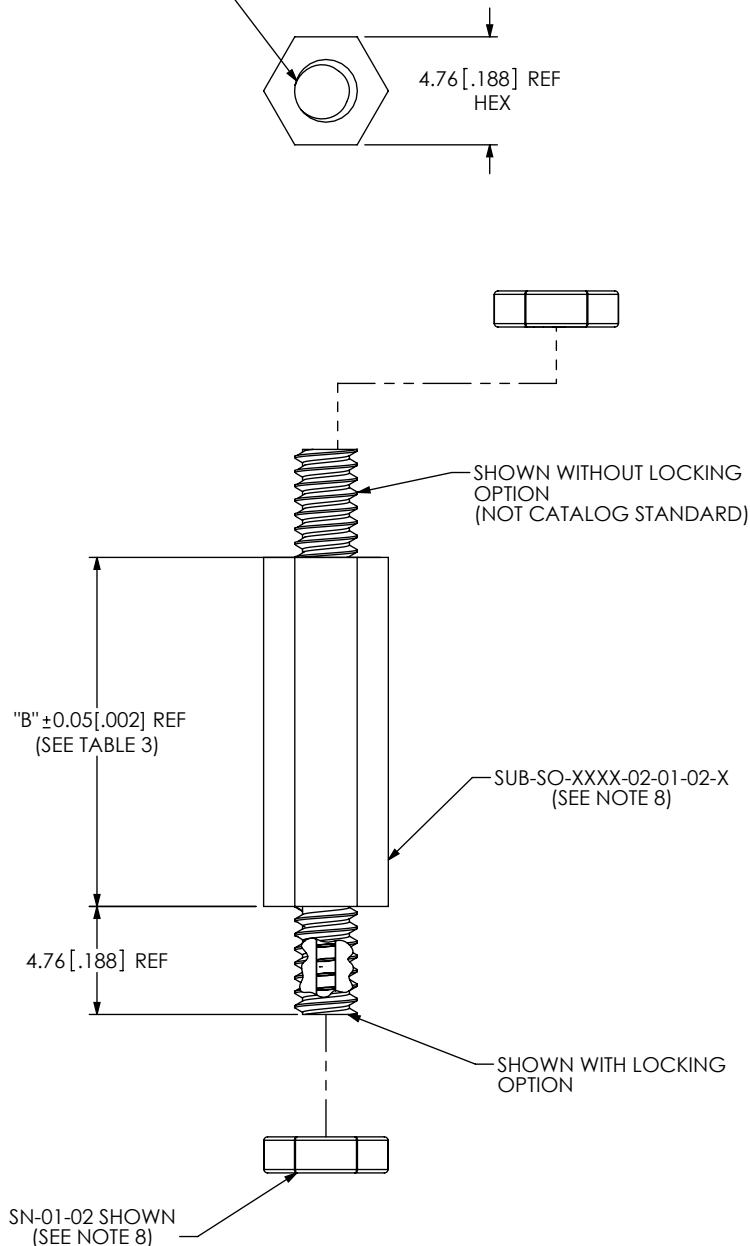 4.76[.188] REF
HEX
SHOWN WITHOUT LOCKING
OPTION
(NOT CATALOG STANDARD)
"B"±0.05[.002] REF
(SEE TABLE 3)
SUB-SO-XXXX-02-01-02-X
(SEE NOTE 8)
4.76[.188] REF
SHOWN WITH LOCKING
OPTION
SN-01-02 SHOWN
(SEE NOTE 8)